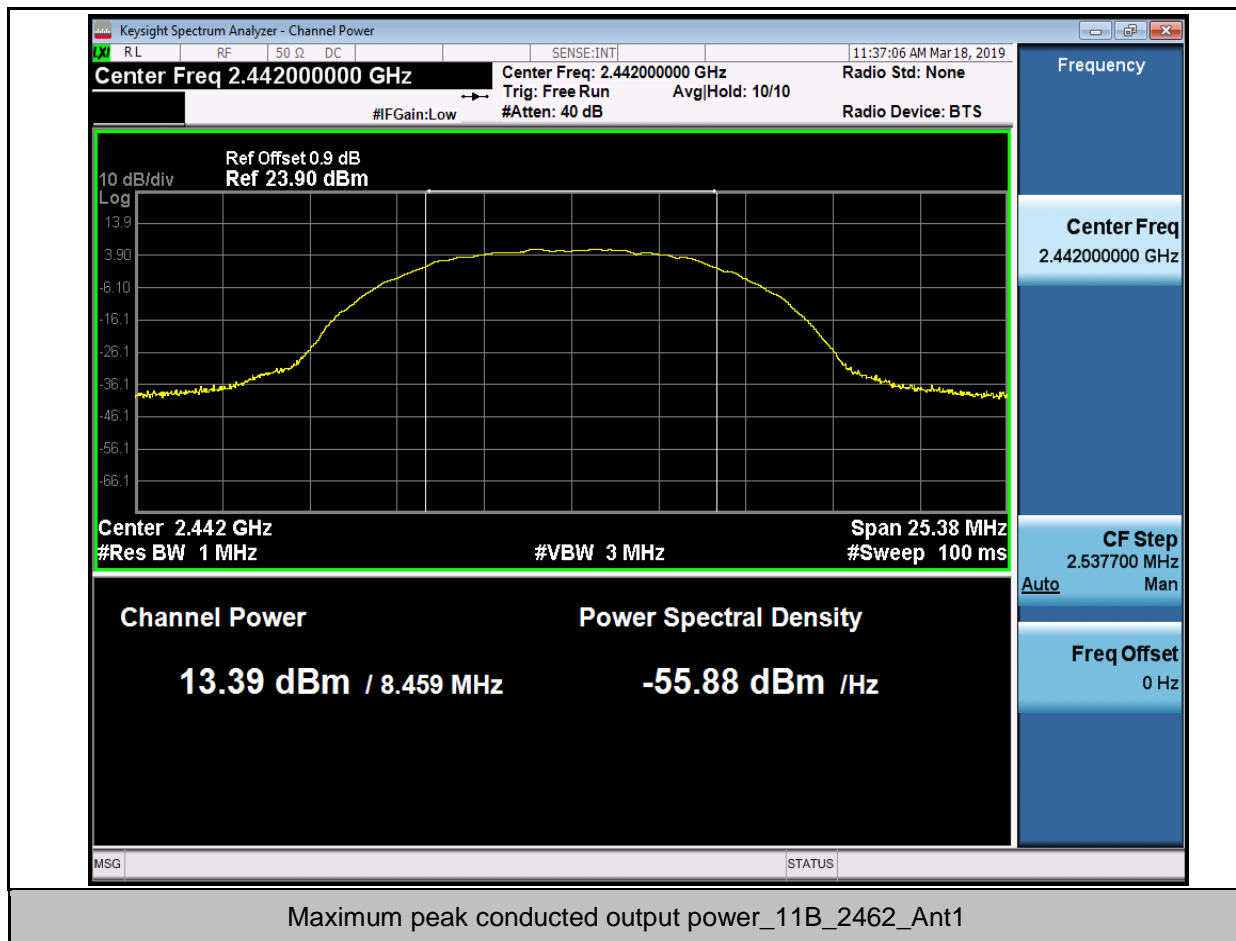 Keysight Spectrum Analyzer - Channel Power
LXI RL RF 50 Ω DC SENSE:INT 11:37:06 AM Mar 18, 2019
Center Freq 2.442000000 GHz
#IFGain:Low
Center Freq: 2.442000000 GHz
Trig: Free Run Avg|Hold: 10/10
#Atten: 40 dB
Radio Std: None
Radio Device: BTS
Frequency
Ref Offset 0.9 dB
10 dB/div Ref 23.90 dBm
Log
13.9
3.90
-6.10
-16.1
-26.1
-36.1
-46.1
-56.1
-66.1
Center 2.442 GHz Span 25.38 MHz
#Res BW 1 MHz #VBW 3 MHz #Sweep 100 ms
Center Freq
2.442000000 GHz
CF Step
2.537700 MHz
Auto Man
Freq Offset
0 Hz
Channel Power Power Spectral Density
13.39 dBm / 8.459 MHz -55.88 dBm /Hz
MSG STATUS
Maximum peak conducted output power_11B_2462_Ant1